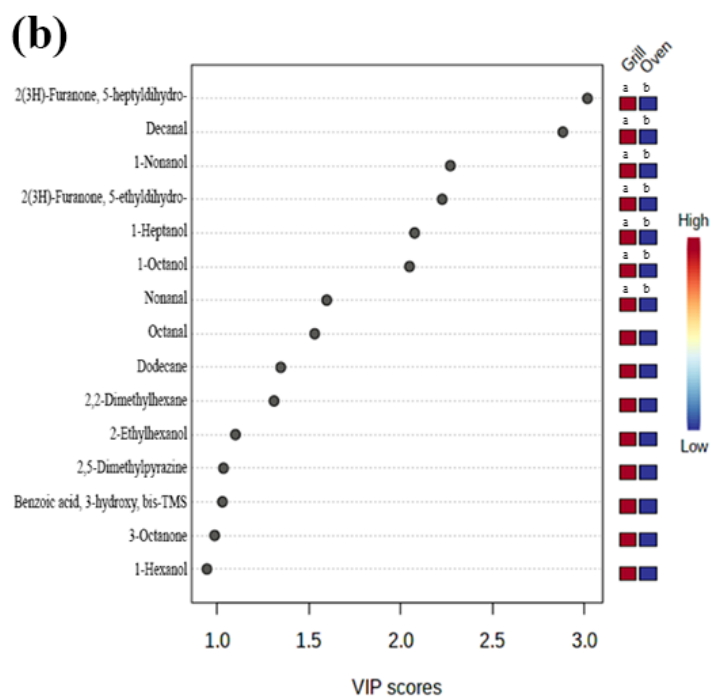 (b)
Grill Oven
a b
2(3H)-Furanone, 5-heptyldihydro-
a b
Decanal
a b
1-Nonanol
a b
2(3H)-Furanone, 5-ethyldihydro-
a b
1-Heptanol
a b
1-Octanol
a b
Nonanal
Octanal
Dodecane
2,2-Dimethylhexane
2-Ethylhexanol
2,5-Dimethylpyrazine
Benzoic acid, 3-hydroxy, bis-TMS
3-Octanone
1-Hexanol
High
Low
1.0 1.5 2.0 2.5 3.0
VIP scores